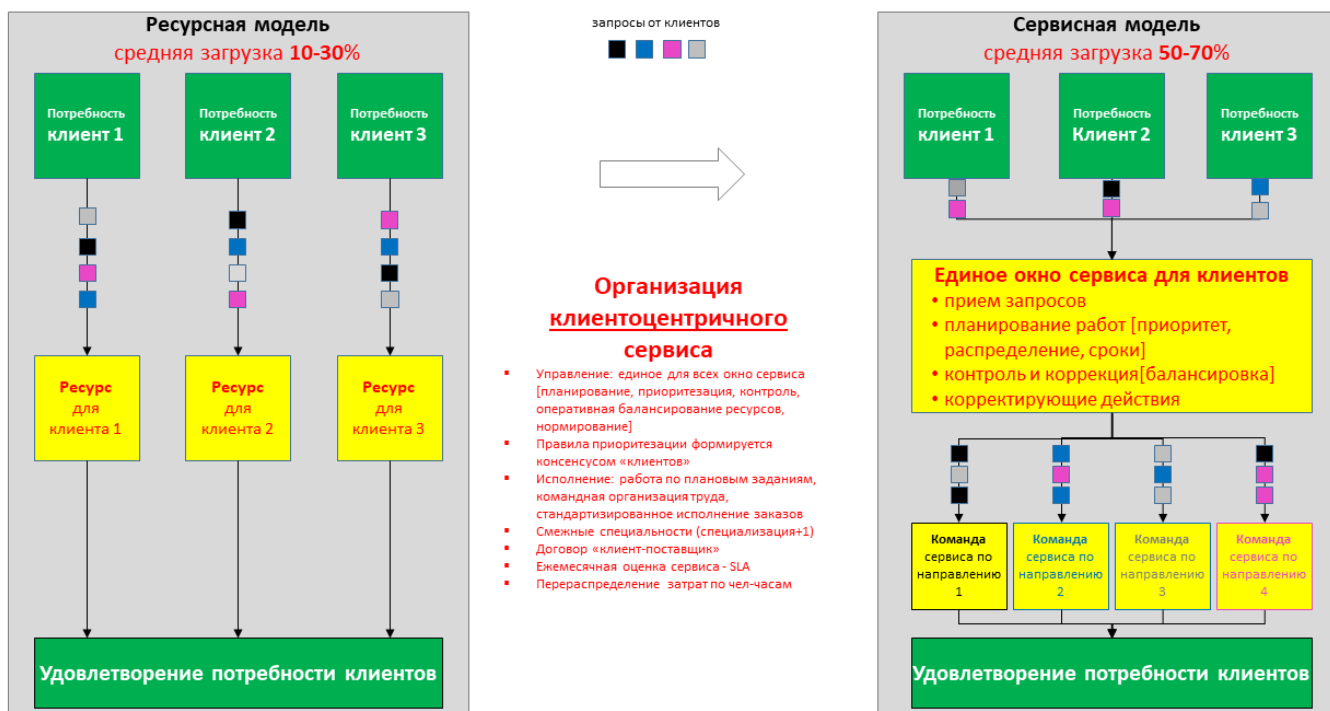 Ресурсная модель
средняя загрузка 10-30%
Потребность
клиент 1
Потребность
клиент 2
Потребность
клиент 3
Ресурс
для
клиента 1
Ресурс
для
клиента 2
Ресурс
для
клиента 3
Удовлетворение потребности клиентов
запросы от клиентов
Организация
клиентоцентричного
сервиса
▪ Управление: единое для всех окно сервиса
[планирование, приоритезация, контроль,
оперативная балансирование ресурсов,
нормирование]
▪ Правила приоритезации формируется
консенсусом «клиентов»
▪ Исполнение: работа по плановым заданиям,
командная организация труда,
стандартизированное исполнение заказов
▪ Смежные специальности (специализация+1)
▪ Договор «клиент-поставщик»
▪ Ежемесячная оценка сервиса - SLA
▪ Перераспределение затрат по чел-часам
Сервисная модель
средняя загрузка 50-70%
Потребность
клиент 1
Потребность
Клиент 2
Потребность
клиент 3
Единое окно сервиса для клиентов
• прием запросов
• планирование работ [приоритет,
распределение, сроки]
• контроль и коррекция[балансировка]
• корректирующие действия
Команда
сервиса по
направлению
1
Команда
сервиса по
направлению
2
Команда
сервиса по
направлению
3
Команда
сервиса по
направлению
4
Удовлетворение потребности клиентов